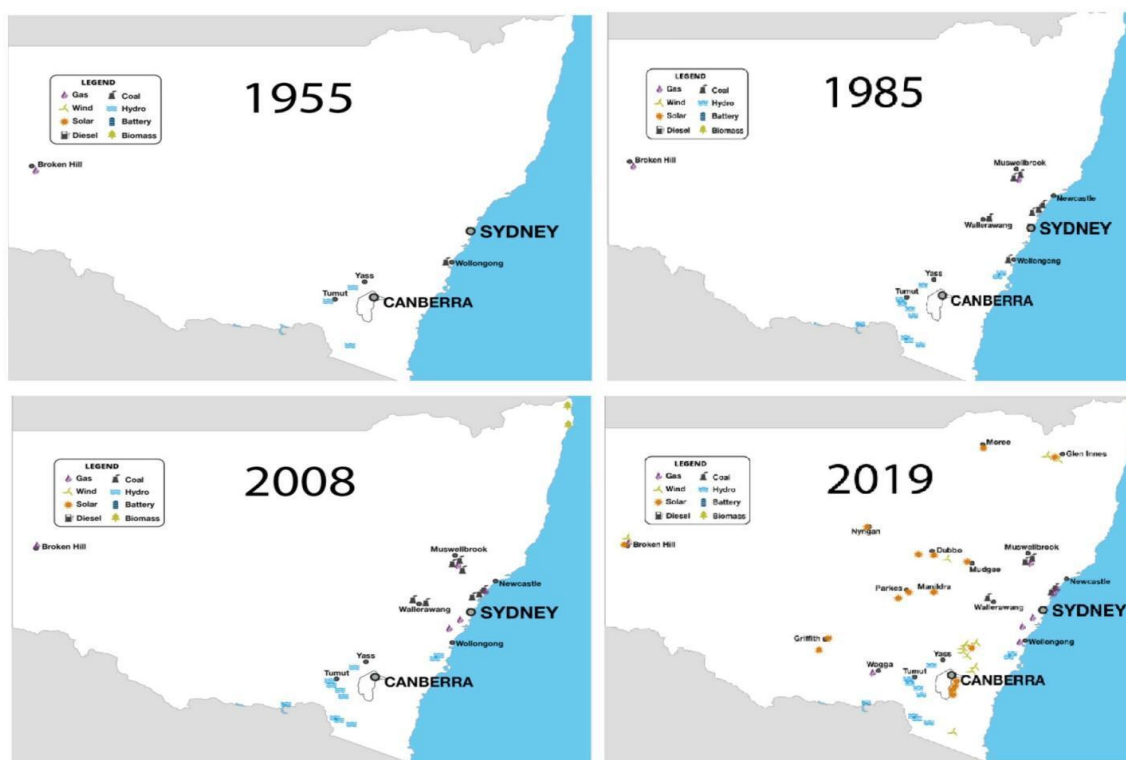 1955
LEGEND
Gas Coal
Wind Hydro
Solar Battery
Diesel Biomass
Broken Hill
SYDNEY
Wollongong
Yass
Tumut
CANBERRA
1985
LEGEND
Gas Coal
Wind Hydro
Solar Battery
Diesel Biomass
Broken Hill
Muswellbrook
Newcastle
Wallerawang
SYDNEY
Wollongong
Yass
Tumut
CANBERRA
2008
LEGEND
Gas Coal
Wind Hydro
Solar Battery
Diesel Biomass
Broken Hill
Muswellbrook
Newcastle
Wallerawang
SYDNEY
Wollongong
Yass
Tumut
CANBERRA
2019
Moree
Glen Innes
LEGEND
Gas Coal
Wind Hydro
Solar Battery
Diesel Biomass
Nyngan
Broken Hill
Dubbo
Muswellbrook
Mudgee
Newcastle
Parkes
Manildra
Wallerawang
SYDNEY
Griffith
Wollongong
Yass
Wagga
Tumut
CANBERRA